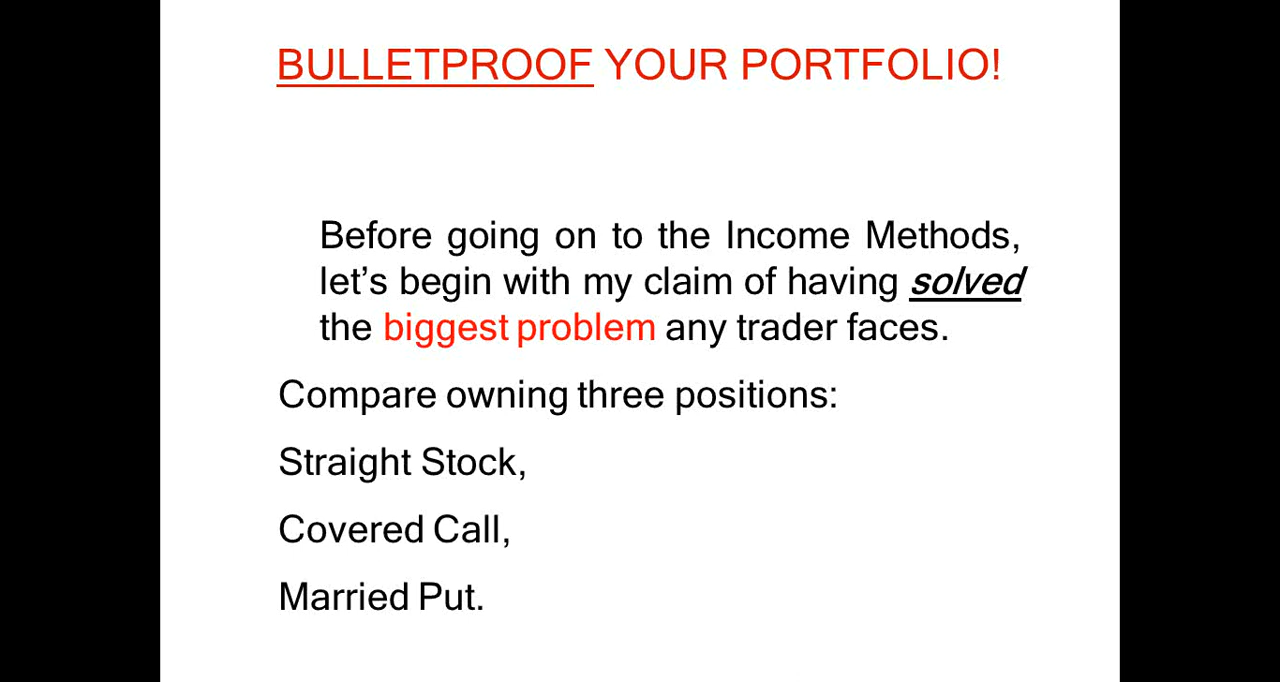 BULLETPROOF YOUR PORTFOLIO!
Before going on to the Income Methods,
let’s begin with my claim of having solved
the biggest problem any trader faces.
Compare owning three positions:
Straight Stock,
Covered Call,
Married Put.